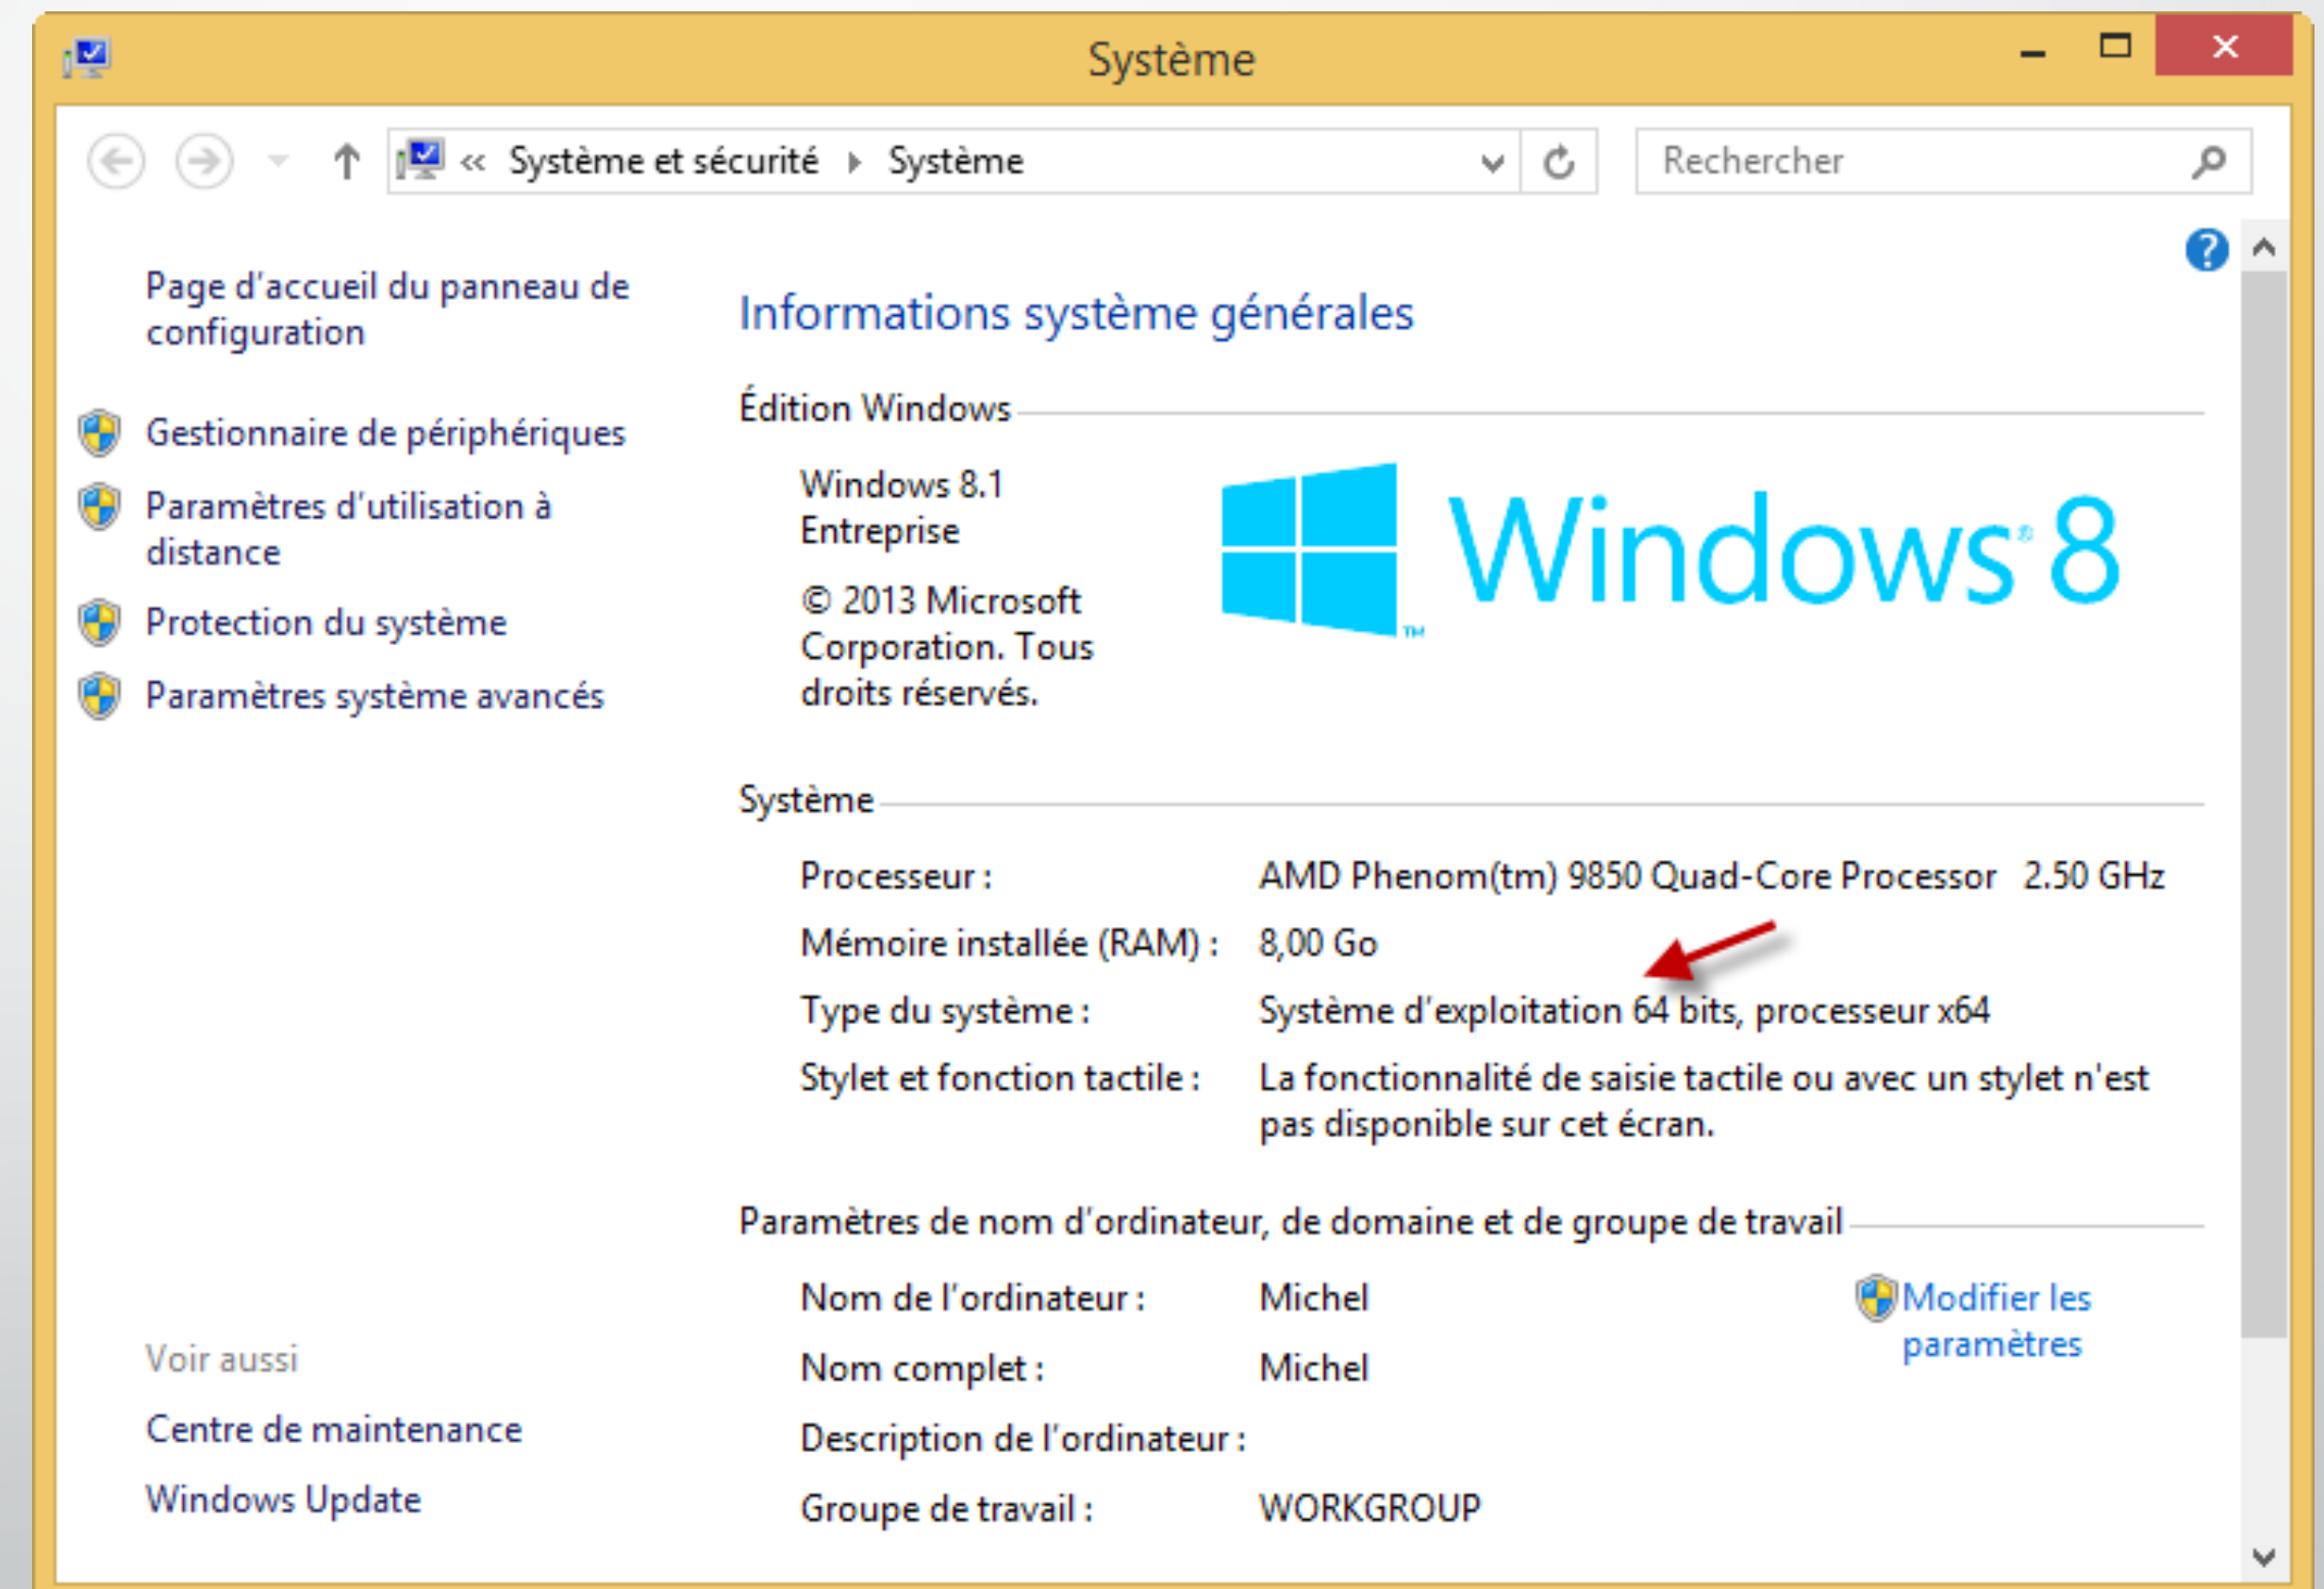 Système
Système et sécurité
Système
Rechercher
Page d'accueil du panneau de
configuration
Gestionnaire de périphériques
Paramètres d'utilisation à
distance
Protection du système
Paramètres système avancés
Voir aussi
Centre de maintenance
Windows Update
Informations système générales
Édition Windows
Windows 8.1
Entreprise
© 2013 Microsoft
Corporation. Tous
droits réservés.
Windows® 8
TM
Système
Processeur : AMD Phenom(tm) 9850 Quad-Core Processor 2.50 GHz
Mémoire installée (RAM) : 8,00 Go
Type du système : Système d'exploitation 64 bits, processeur x64
Stylet et fonction tactile : La fonctionnalité de saisie tactile ou avec un stylet n'est
pas disponible sur cet écran.
Paramètres de nom d'ordinateur, de domaine et de groupe de travail
Nom de l'ordinateur : Michel
Modifier les
paramètres
Nom complet : Michel
Description de l'ordinateur :
Groupe de travail : WORKGROUP